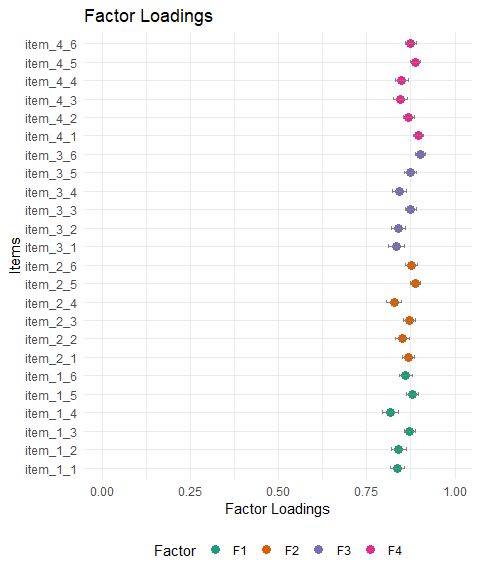 Factor Loadings
item_4_6
item_4_5
item_4_4
item_4_3
item_4_2
item_4_1
item_3_6
item_3_5
item_3_4
item_3_3
item_3_2
item_3_1
item_2_6
item_2_5
item_2_4
item_2_3
item_2_2
item_2_1
item_1_6
item_1_5
item_1_4
item_1_3
item_1_2
item_1_1
Items
0.00 0.25 0.50 0.75 1.00
Factor Loadings
Factor F1 F2 F3 F4